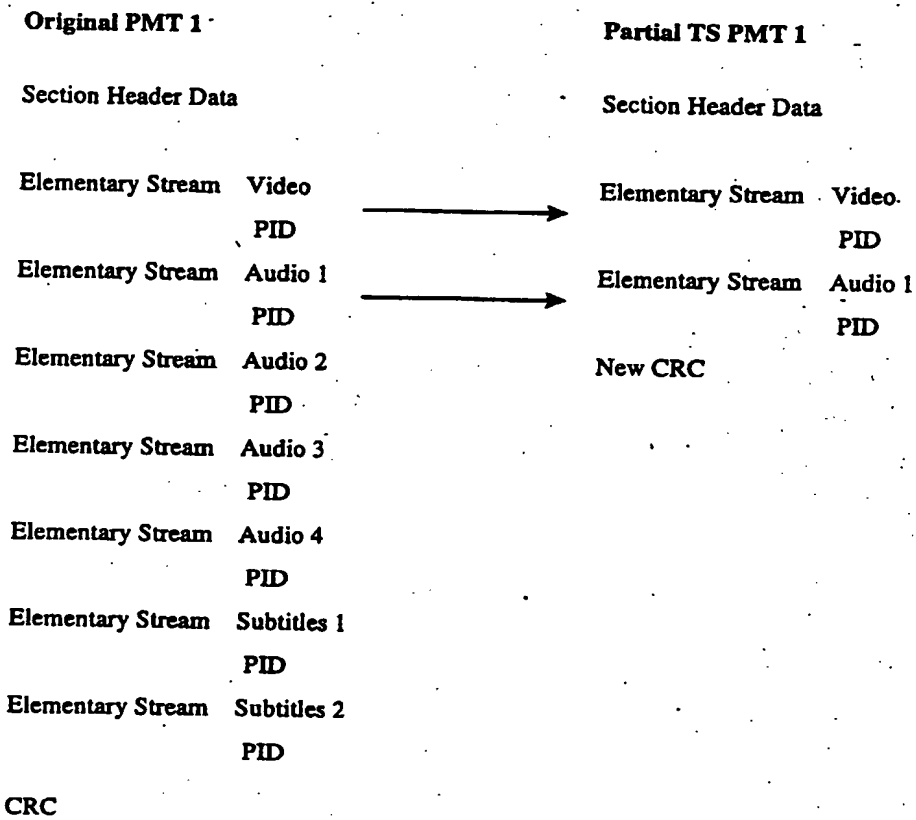 Original PMT 1
Section Header Data
Elementary Stream Video
PID
Elementary Stream Audio 1
PID
Elementary Stream Audio 2
PID
Elementary Stream Audio 3
PID
Elementary Stream Audio 4
PID
Elementary Stream Subtitles 1
PID
Elementary Stream Subtitles 2
PID
CRC
Partial TS PMT 1
Section Header Data
Elementary Stream Video
PID
Elementary Stream Audio 1
PID
New CRC